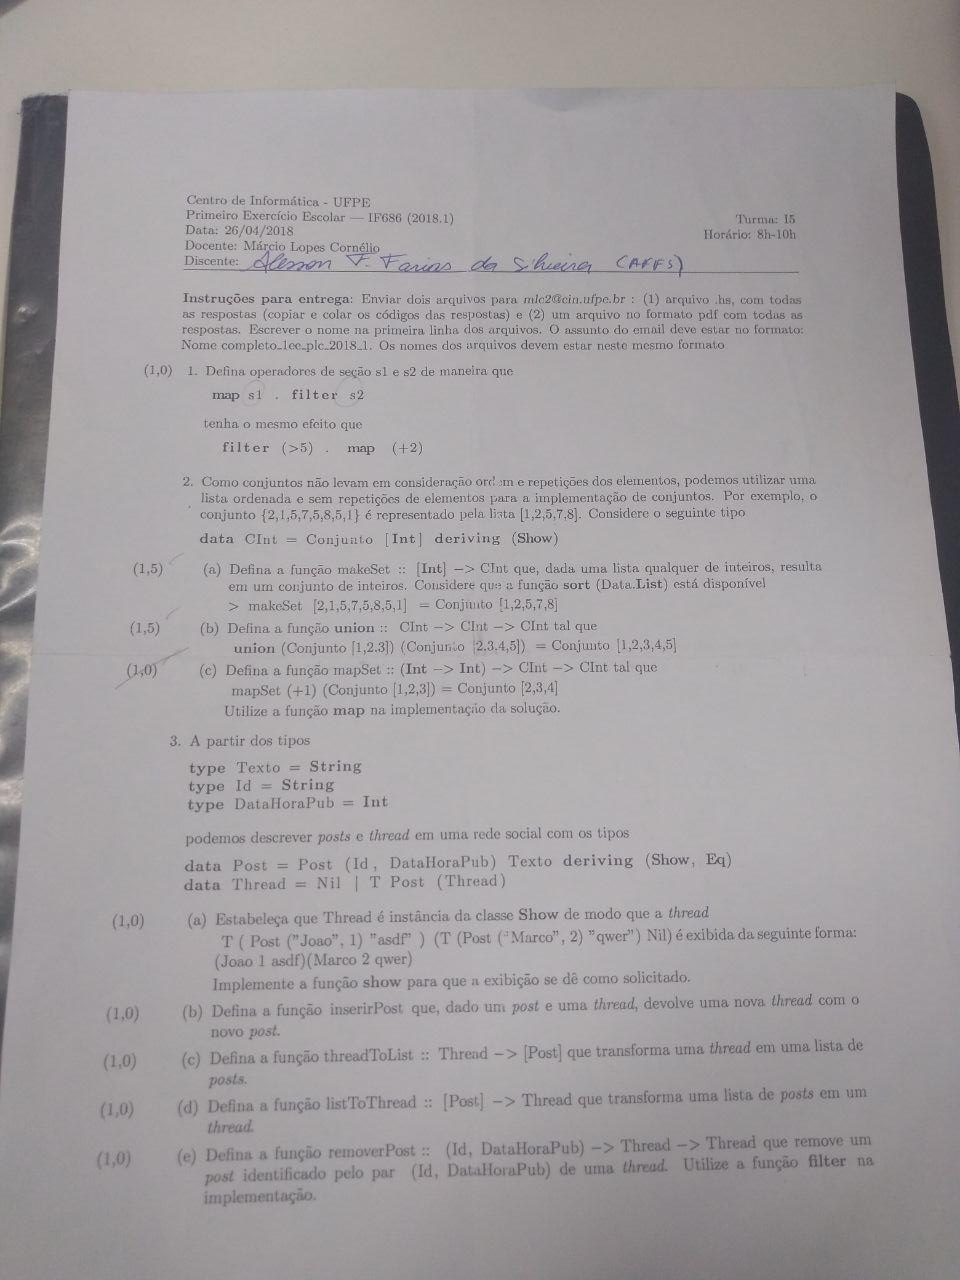 Centro de Informática - UFPE
Primeiro Exercício Escolar — IF686 (2018.1)
Turma: I5
Data: 26/04/2018
Horário: 8h-10h
Docente: Márcio Lopes Cornélio
Discente: Alesson F. Farias da Silveira (AFFS)
Instruções para entrega: Enviar dois arquivos para mlc2@cin.ufpe.br : (1) arquivo .hs, com todas
as respostas (copiar e colar os códigos das respostas) e (2) um arquivo no formato pdf com todas as
respostas. Escrever o nome na primeira linha dos arquivos. O assunto do email deve estar no formato:
Nome completo_1ee_plc_2018_1. Os nomes dos arquivos devem estar neste mesmo formato
(1,0) 1. Defina operadores de seção s1 e s2 de maneira que
map s1 . filter s2
tenha o mesmo efeito que
filter (>5) . map (+2)
2. Como conjuntos não levam em consideração ordem e repetições dos elementos, podemos utilizar uma
lista ordenada e sem repetições de elementos para a implementação de conjuntos. Por exemplo, o
conjunto {2,1,5,7,5,8,5,1} é representado pela lista [1,2,5,7,8]. Considere o seguinte tipo
data CInt = Conjunto [Int] deriving (Show)
(1,5) (a) Defina a função makeSet :: [Int] -> CInt que, dada uma lista qualquer de inteiros, resulta
em um conjunto de inteiros. Considere que a função sort (Data.List) está disponível
> makeSet [2,1,5,7,5,8,5,1] = Conjunto [1,2,5,7,8]
(1,5) (b) Defina a função union :: CInt -> CInt -> CInt tal que
union (Conjunto [1,2,3]) (Conjunto [2,3,4,5]) = Conjunto [1,2,3,4,5]
(1,0) (c) Defina a função mapSet :: (Int -> Int) -> CInt -> CInt tal que
mapSet (+1) (Conjunto [1,2,3]) = Conjunto [2,3,4]
Utilize a função map na implementação da solução.
3. A partir dos tipos
type Texto = String
type Id = String
type DataHoraPub = Int
podemos descrever posts e thread em uma rede social com os tipos
data Post = Post (Id, DataHoraPub) Texto deriving (Show, Eq)
data Thread = Nil | T Post (Thread)
(1,0) (a) Estabeleça que Thread é instância da classe Show de modo que a thread
T ( Post ("Joao", 1) "asdf" ) (T (Post ("Marco", 2) "qwer") Nil) é exibida da seguinte forma:
(Joao 1 asdf)(Marco 2 qwer)
Implemente a função show para que a exibição se dê como solicitado.
(1,0) (b) Defina a função inserirPost que, dado um post e uma thread, devolve uma nova thread com o
novo post.
(1,0) (c) Defina a função threadToList :: Thread -> [Post] que transforma uma thread em uma lista de
posts.
(1,0) (d) Defina a função listToThread :: [Post] -> Thread que transforma uma lista de posts em um
thread.
(1,0) (e) Defina a função removerPost :: (Id, DataHoraPub) -> Thread -> Thread que remove um
post identificado pelo par (Id, DataHoraPub) de uma thread. Utilize a função filter na
implementação.